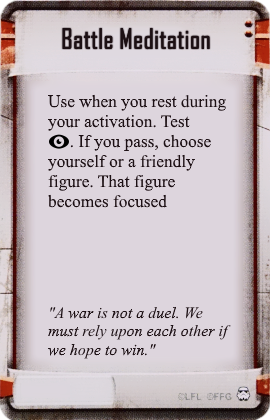 Battle Meditation
Use when you rest during
your activation. Test
. If you pass, choose
yourself or a friendly
figure. That figure
becomes focused
"A war is not a duel. We
must rely upon each other if
we hope to win."
©LFL ©FFG